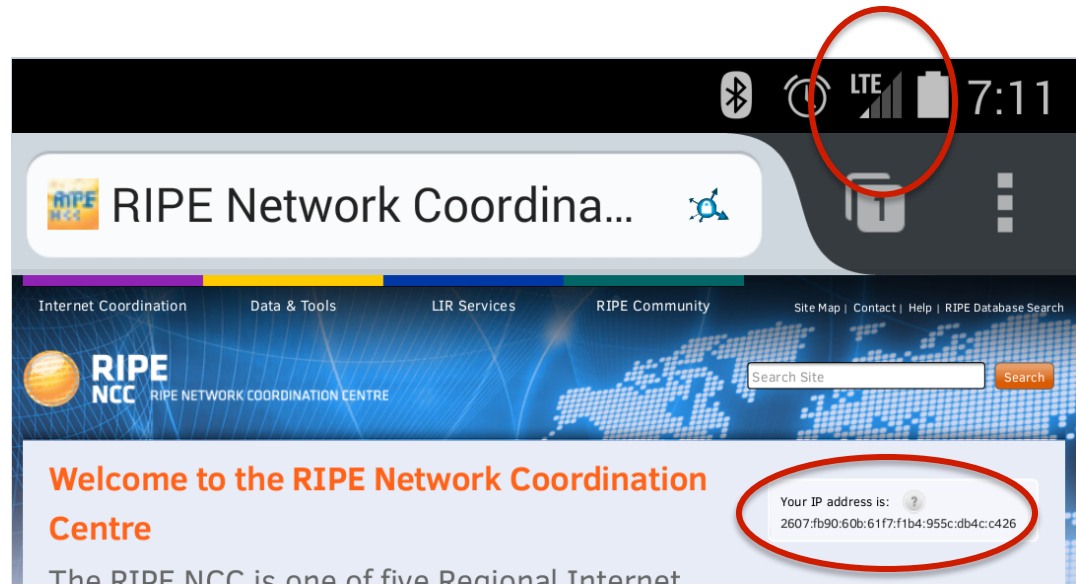 LTE 7:11
RIPE NCC RIPE Network Coordina... 1
Internet Coordination Data & Tools LIR Services RIPE Community Site Map | Contact | Help | RIPE Database Search
RIPE
NCC RIPE NETWORK COORDINATION CENTRE
Search Site Search
Welcome to the RIPE Network Coordination
Centre
Your IP address is: ?
2607:fb90:60b:61f7:f1b4:955c:db4c:c426
The RIPE NCC is one of five Regional Internet